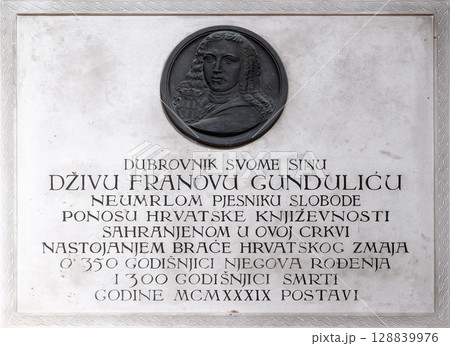 DUBROVNIK SVOME SINU
DŽIVU FRANOVU GUNDULIĆU
NEUMRLOM PJESNIKU SLOBODE
PONOSU HRVATSKE KNJIŽEVNOSTI
SAHRANJENOM U OVOJ CRKVI
NASTOJANJEM BRAĆE HRVATSKOG ZMAJA
O' 350 GODIŠNJICI NJEGOVA ROĐENJA
I 300 GODIŠNJICI SMRTI
GODINE MCMXXXIX POSTAVI
128839976